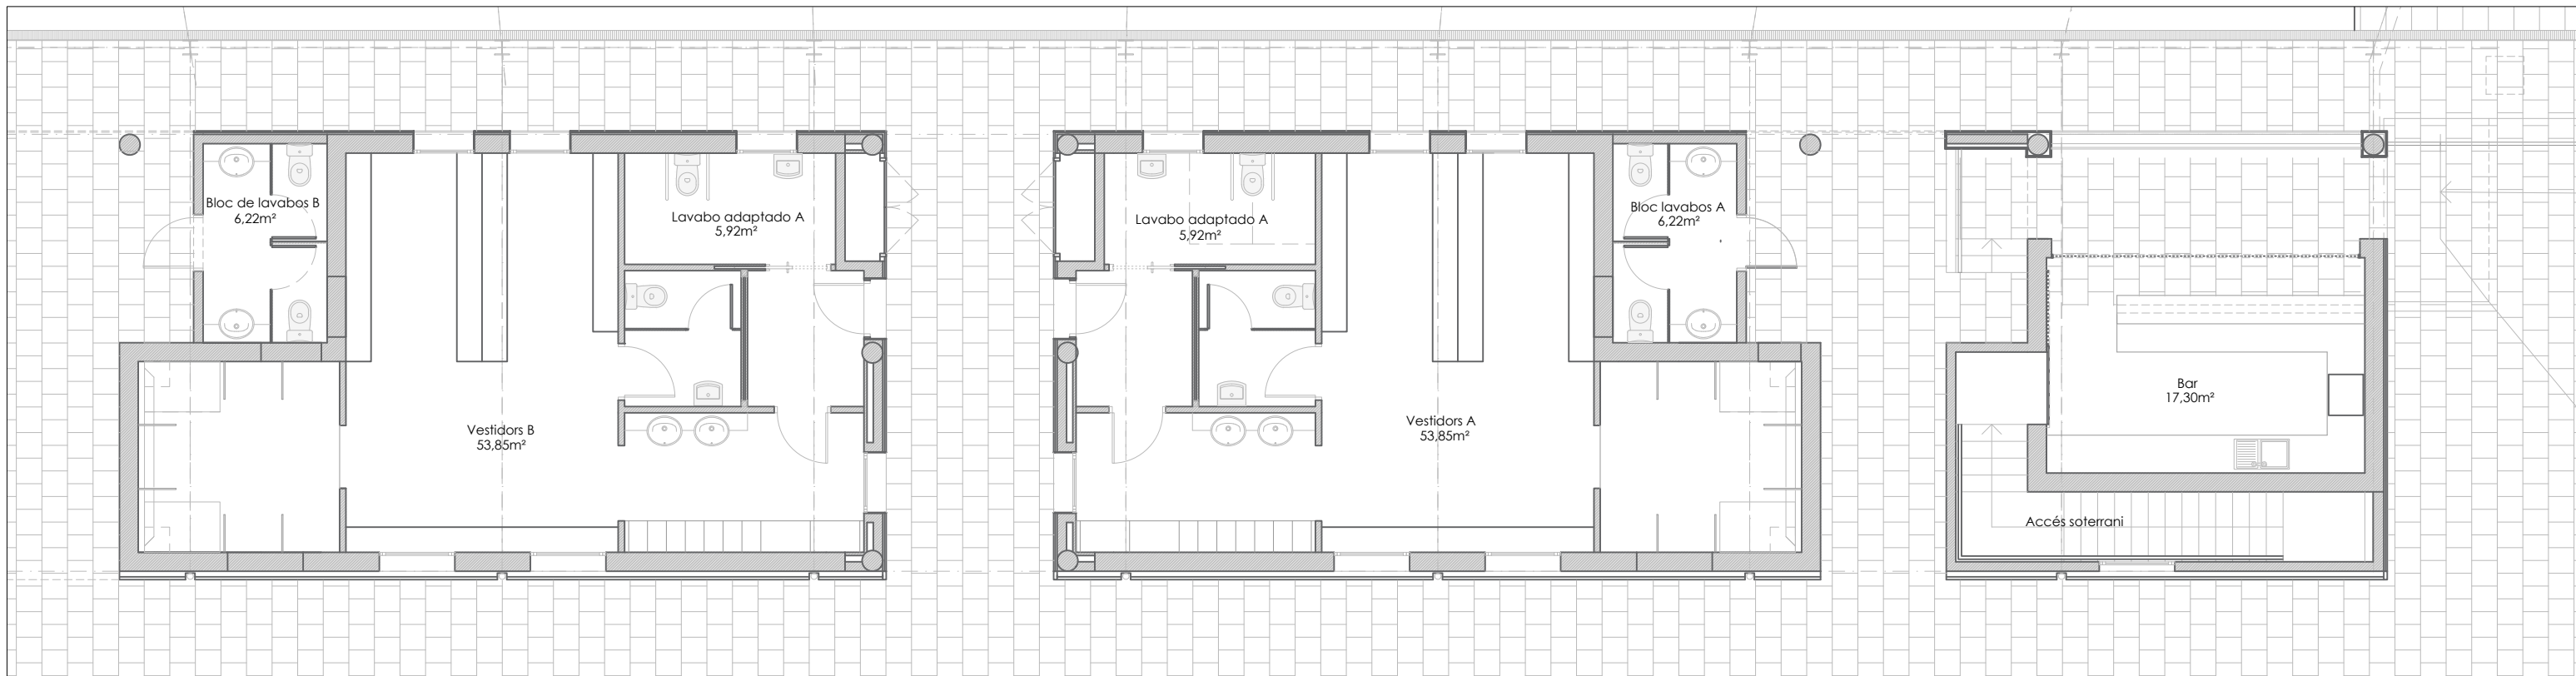 Bloc de lavabos B
6,22m²
Lavabo adaptado A
5,92m²
Vestidors B
53,85m²
Lavabo adaptado A
5,92m²
Bloc lavabos A
6,22m²
Vestidors A
53,85m²
Bar
17,30m²
Accés soterrani